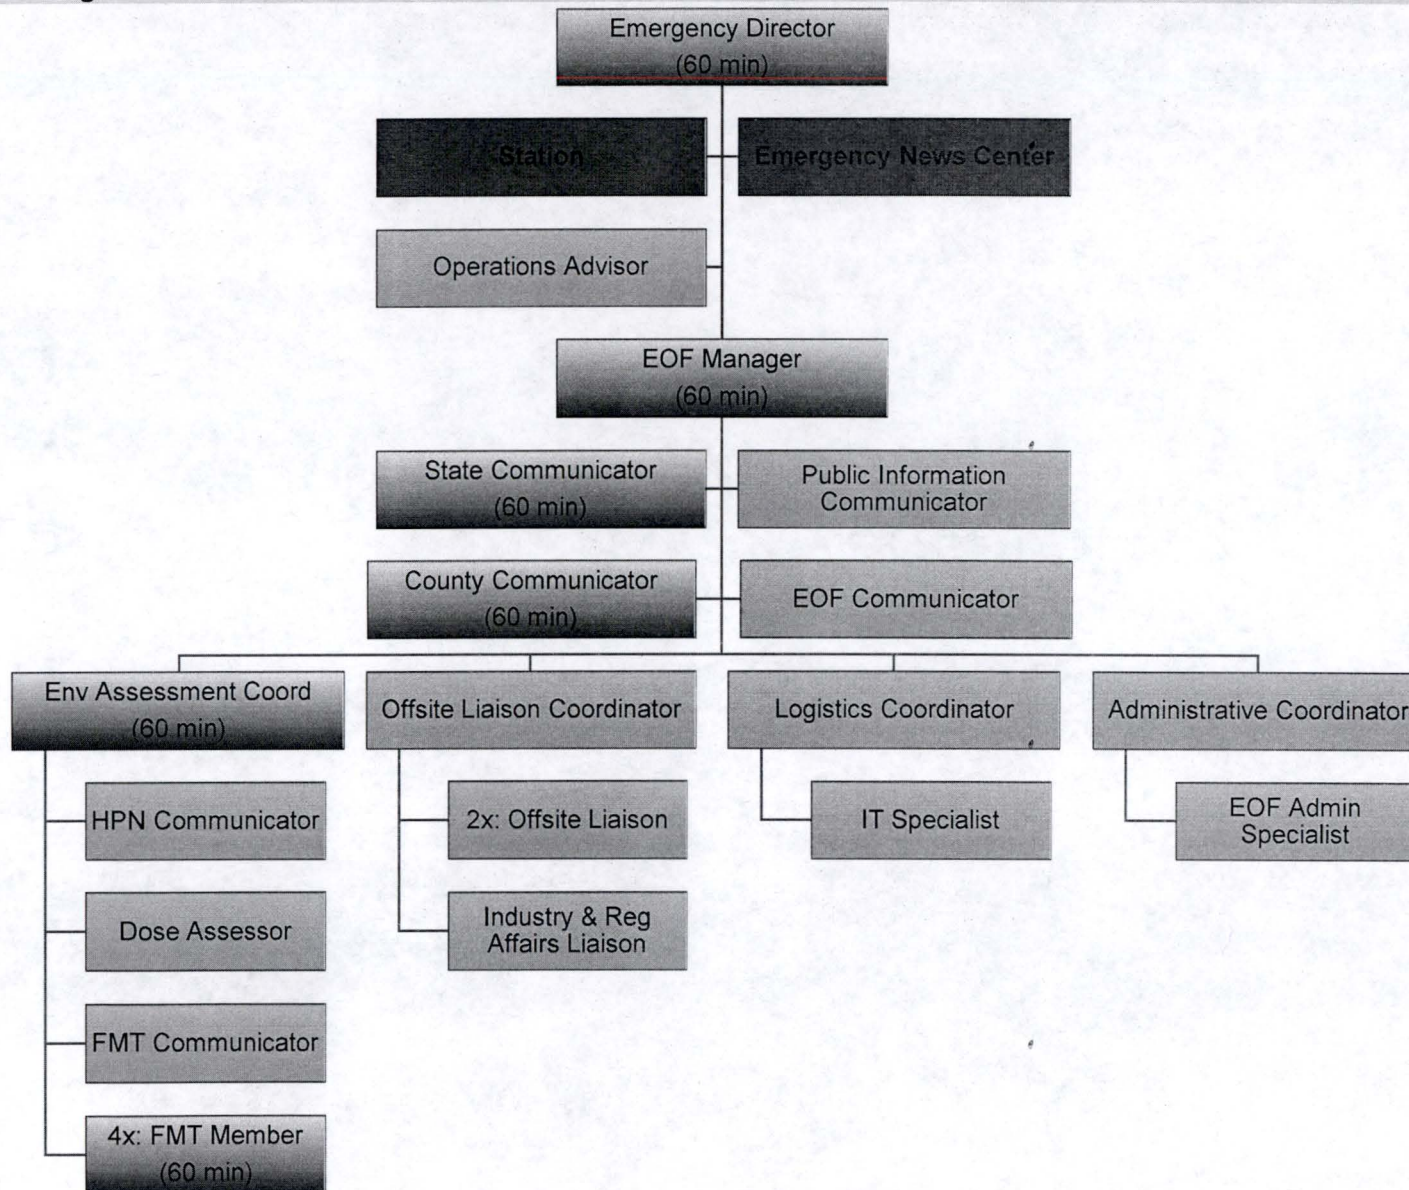 Emergency Director
(60 min)
Station
Emergency News Center
Operations Advisor
EOF Manager
(60 min)
State Communicator
(60 min)
Public Information
Communicator
County Communicator
(60 min)
EOF Communicator
Env Assessment Coord
(60 min)
Offsite Liaison Coordinator
Logistics Coordinator
Administrative Coordinator
HPN Communicator
2x: Offsite Liaison
IT Specialist
EOF Admin
Specialist
Dose Assessor
Industry & Reg
Affairs Liaison
FMT Communicator
4x: FMT Member
(60 min)